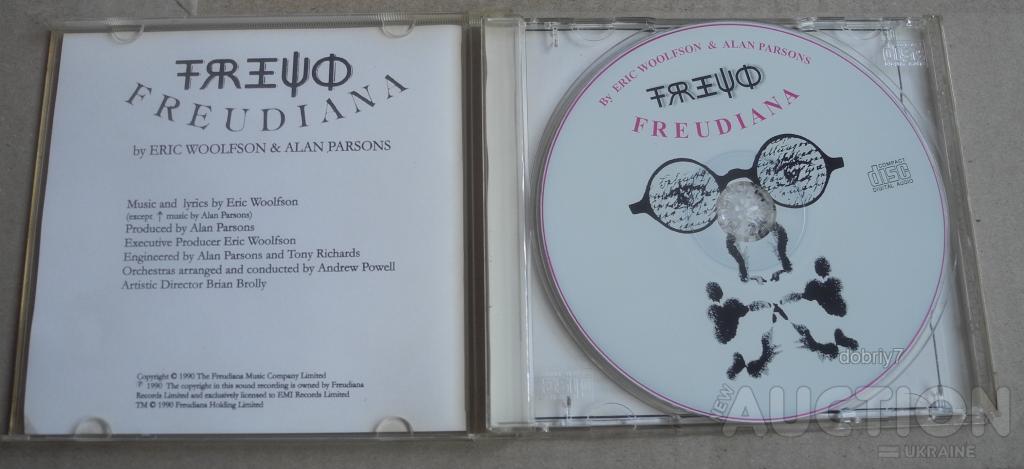 FREUD
FREUDIANA
by ERIC WOOLFSON & ALAN PARSONS
Music and lyrics by Eric Woolfson
(except ↑ music by Alan Parsons)
Produced by Alan Parsons
Executive Producer Eric Woolfson
Engineered by Alan Parsons and Tony Richards
Orchestras arranged and conducted by Andrew Powell
Artistic Director Brian Brolly
Copyright © 1990 The Freudiana Music Company Limited
℗ 1990 The copyright in this sound recording is owned by Freudiana
Records Limited and exclusively licensed to EMI Records Limited
TM © 1990 Freudiana Holding Limited
By ERIC WOOLFSON & ALAN PARSONS
FREUD
FREUDIANA
COMPACT
disc
DIGITAL AUDIO
dobriy7
NEW
AUCTION
UKRAINE